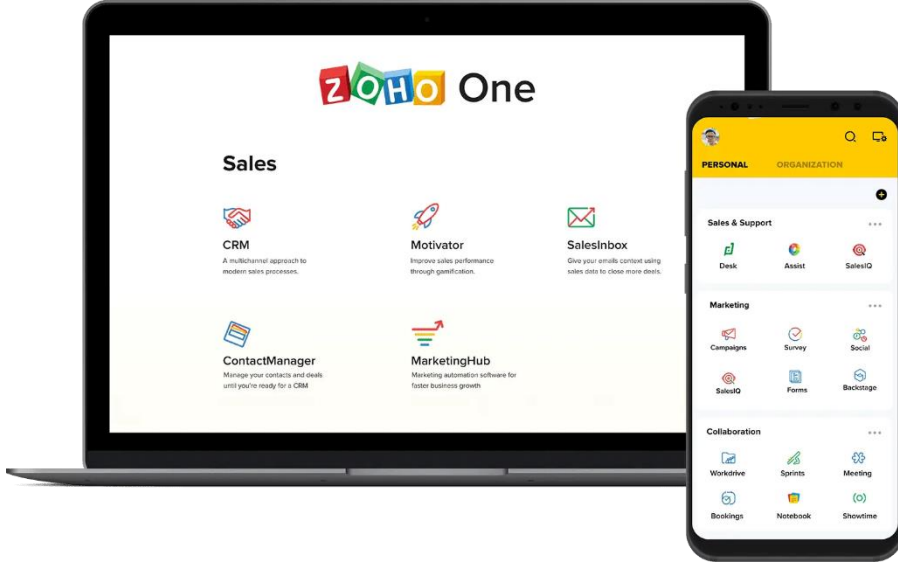 ZOHO One
Sales
CRM
A multichannel approach to
modern sales processes.
Motivator
Improve sales performance
through gamification.
SalesInbox
Give your emails context using
sales data to close more deals.
ContactManager
Manage your contacts and deals
until you're ready for a CRM
MarketingHub
Marketing automation software for
faster business growth
PERSONAL ORGANIZATION
Sales & Support
Desk Assist SalesIQ
Marketing
Campaigns Survey Social
SalesIQ Forms Backstage
Collaboration
Workdrive Sprints Meeting
Bookings Notebook Showtime